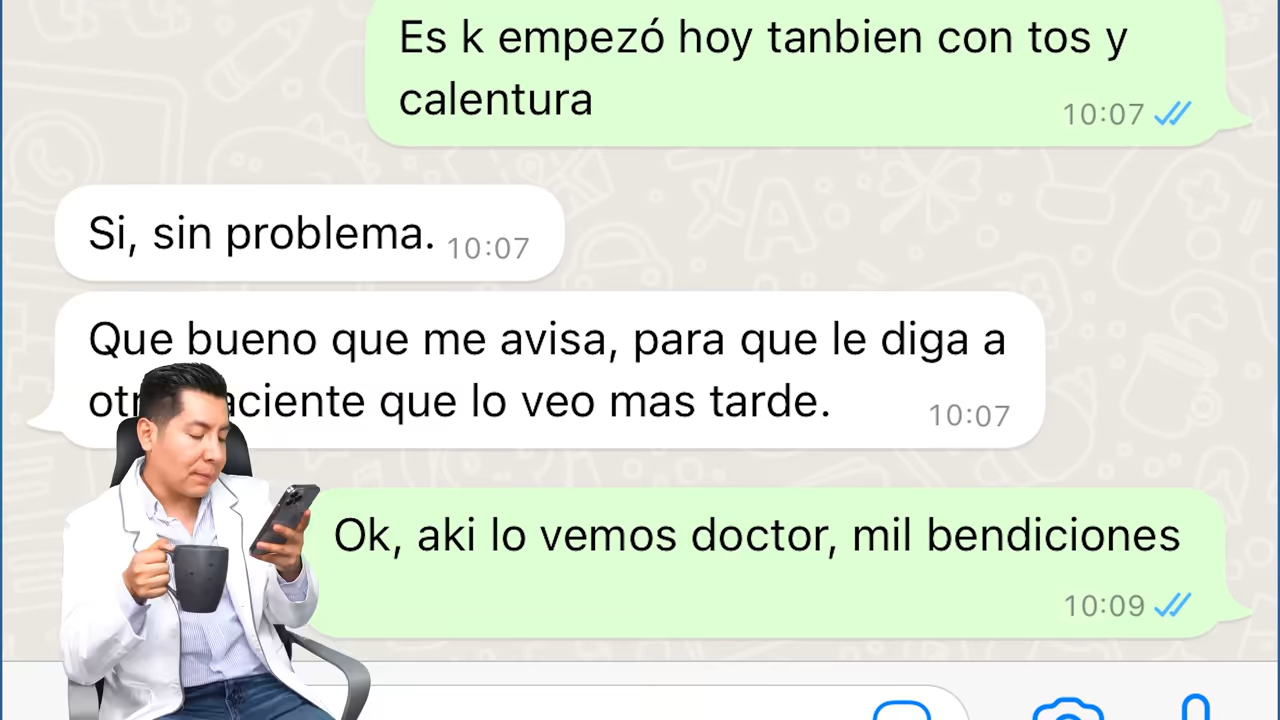 Es k empezó hoy tanbien con tos y
calentura
10:07
Si, sin problema. 10:07
Que bueno que me avisa, para que le diga a
que lo veo mas tarde. 10:07
Ok, aki lo vemos doctor, mil bendiciones
10:09